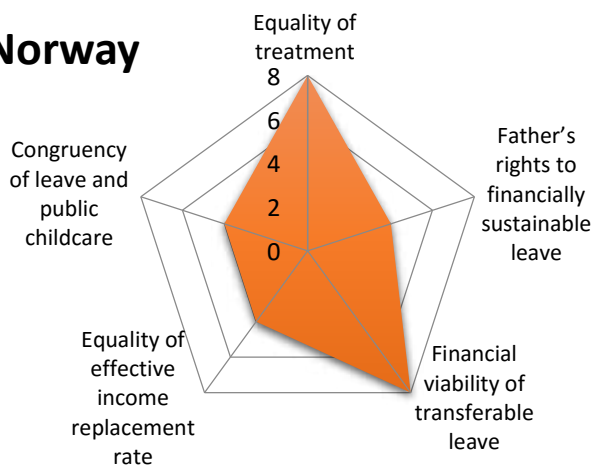 Norway
Equality of
treatment
8
6
4
2
0
Father's
rights to
financially
sustainable
leave
Financial
viability of
transferable
leave
Equality of
effective
income
replacement
rate
Congruency
of leave and
public
childcare